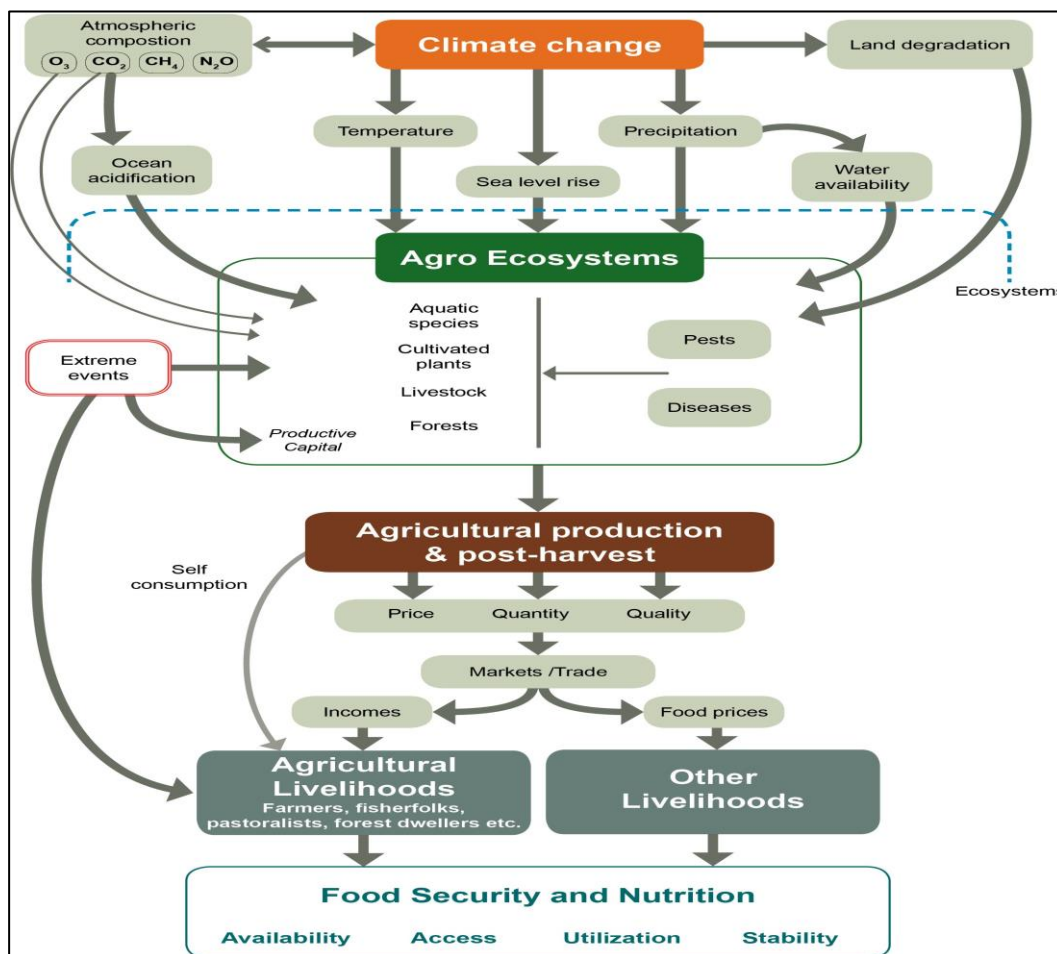 Atmospheric
compostion
O3 CO2 CH4 N2O
Climate change
Land degradation
Temperature
Precipitation
Ocean
acidification
Sea level rise
Water
availability
Agro Ecosystems
Ecosystems
Aquatic
species
Cultivated
plants
Livestock
Forests
Pests
Diseases
Extreme
events
Productive
Capital
Agricultural production
& post-harvest
Self
consumption
Price Quantity Quality
Markets /Trade
Incomes
Food prices
Agricultural
Livelihoods
Farmers, fisherfolks,
pastoralists, forest dwellers etc.
Other
Livelihoods
Food Security and Nutrition
Availability Access Utilization Stability